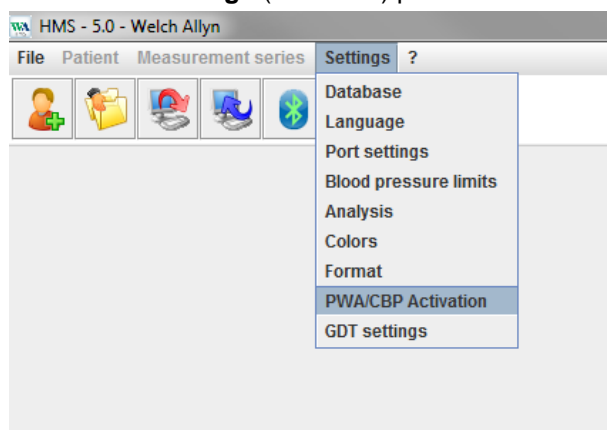 HMS - 5.0 - Welch Allyn
File Patient Measurement series Settings ?
Database
Language
Port settings
Blood pressure limits
Analysis
Colors
Format
PWA/CBP Activation
GDT settings